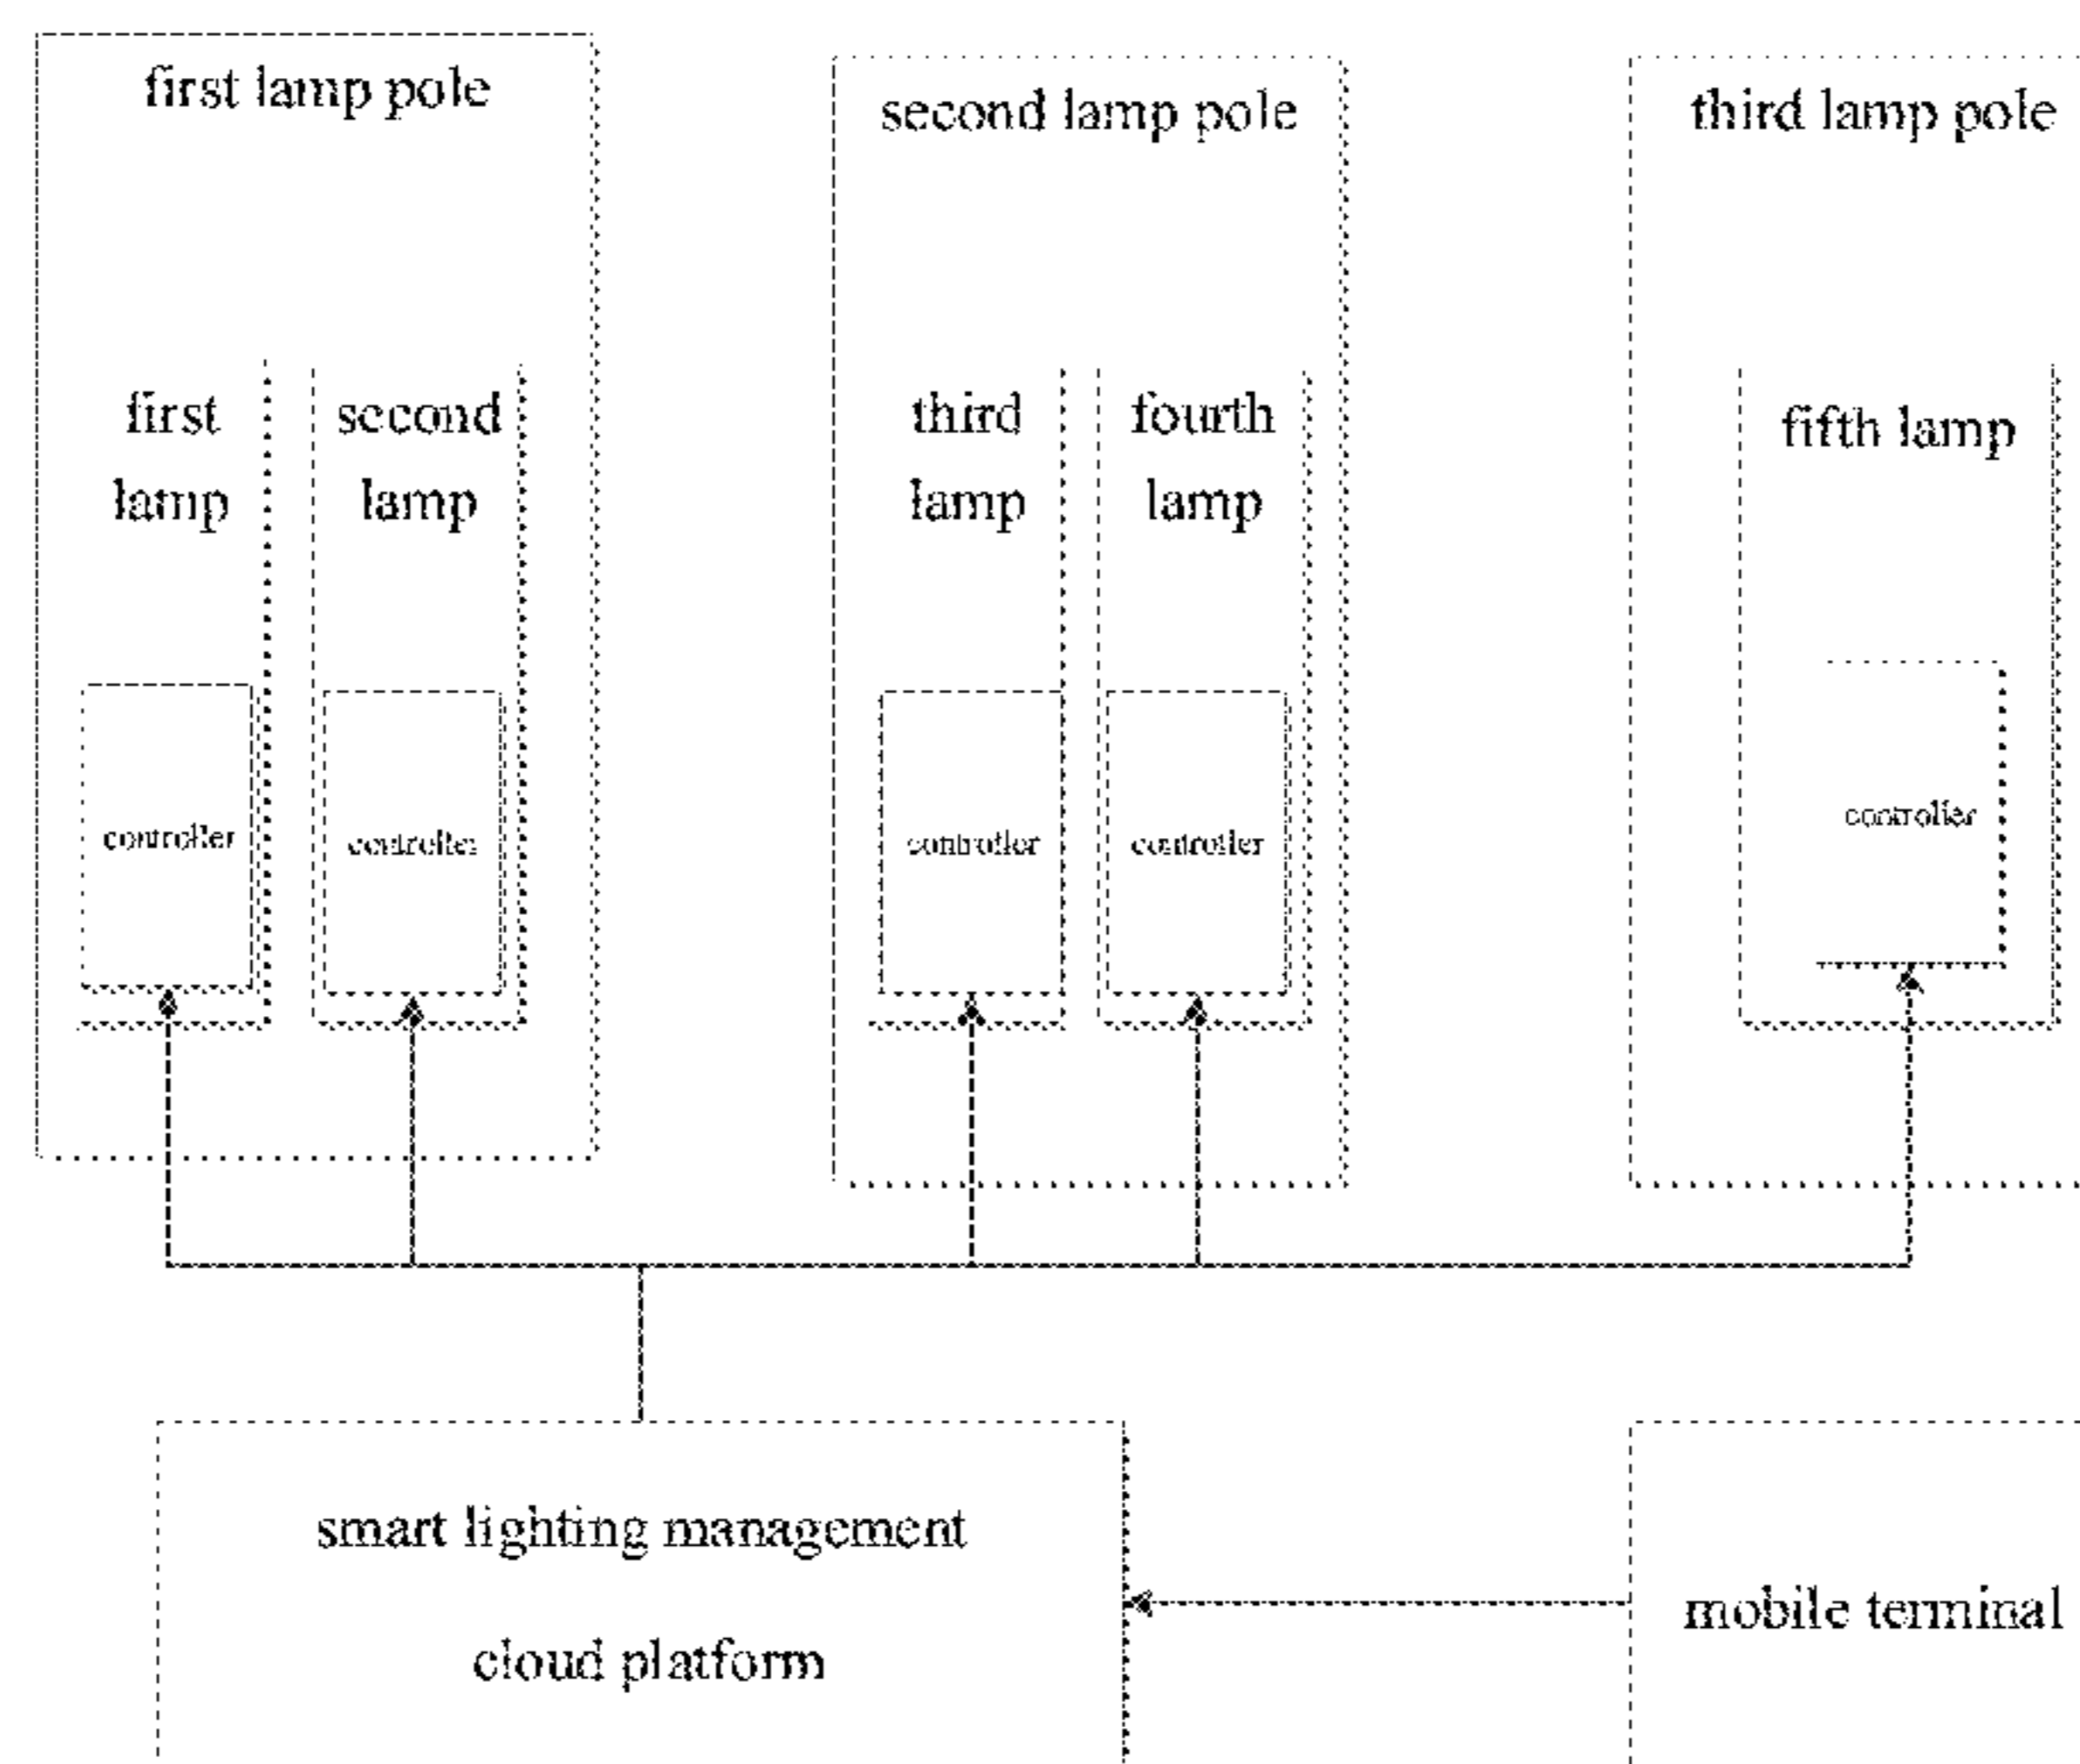 first lamp pole
second lamp pole
third lamp pole
first
lamp
second
lamp
third
lamp
fourth
lamp
fifth lamp
controller
controller
controller
controller
controller
smart lighting management
cloud platform
mobile terminal